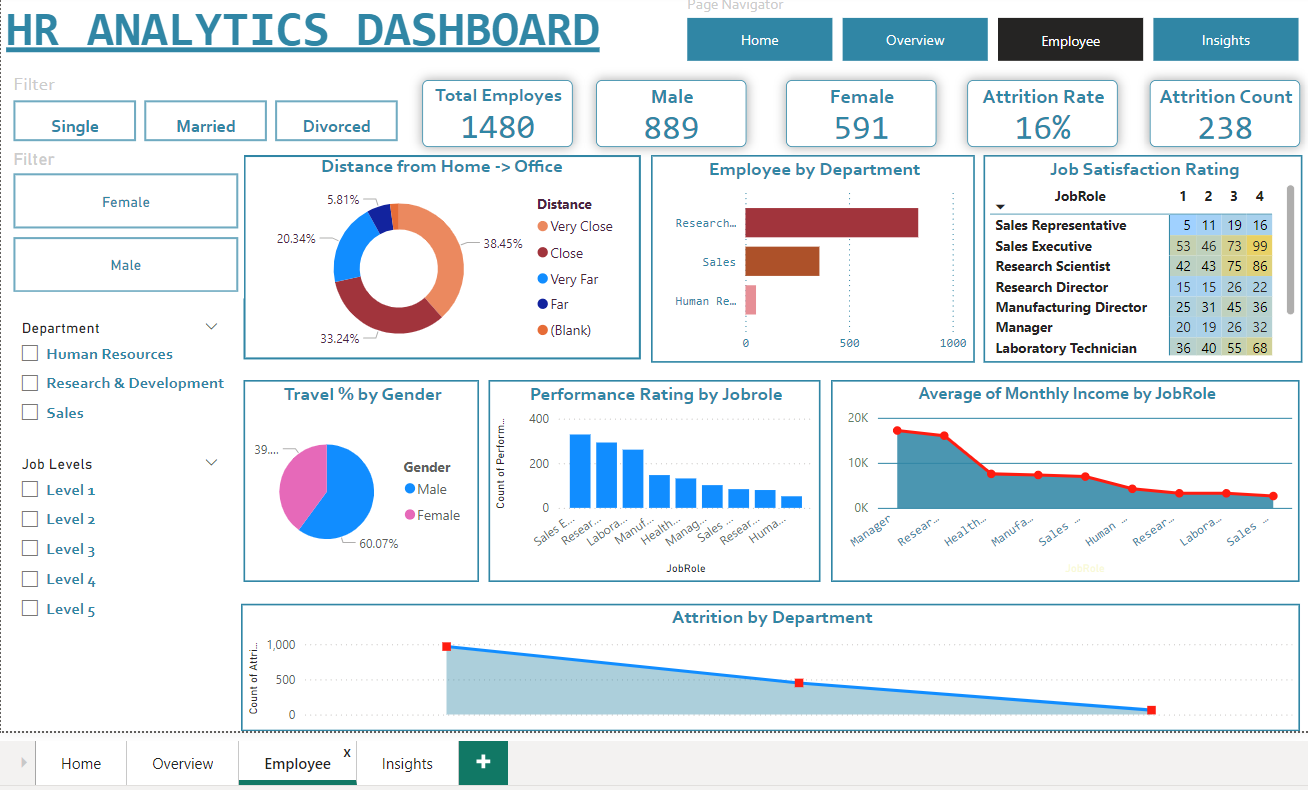 Page Navigator
HR ANALYTICS DASHBOARD
Home
Overview
Employee
Insights
Filter
Single
Married
Divorced
Total Employes
1480
Male
889
Female
591
Attrition Rate
16%
Attrition Count
238
Filter
Female
Male
Department
Human Resources
Research & Development
Sales
Job Levels
Level 1
Level 2
Level 3
Level 4
Level 5
Distance from Home -> Office
5.81%
20.34%
38.45%
33.24%
Distance
Very Close
Close
Very Far
Far
(Blank)
Employee by Department
Research...
Sales
Human Re...
0 500 1000
Job Satisfaction Rating
JobRole 1 2 3 4
Sales Representative 5 11 19 16
Sales Executive 53 46 73 99
Research Scientist 42 43 75 86
Research Director 15 15 26 22
Manufacturing Director 25 31 45 36
Manager 20 19 26 32
Laboratory Technician 36 40 55 68
Travel % by Gender
39....
60.07%
Gender
Male
Female
Performance Rating by Jobrole
Count of Perform...
400
200
0
Sales E... Resear... Labora... Manuf... Health... Manag... Sales ... Resear... Huma...
JobRole
Average of Monthly Income by JobRole
20K
10K
0K
Manager Resear... Health... Manufa... Sales ... Human ... Resear... Labora... Sales ...
JobRole
Attrition by Department
Count of Attri...
1,000
500
0
Home
Overview
Employee
x
Insights
+